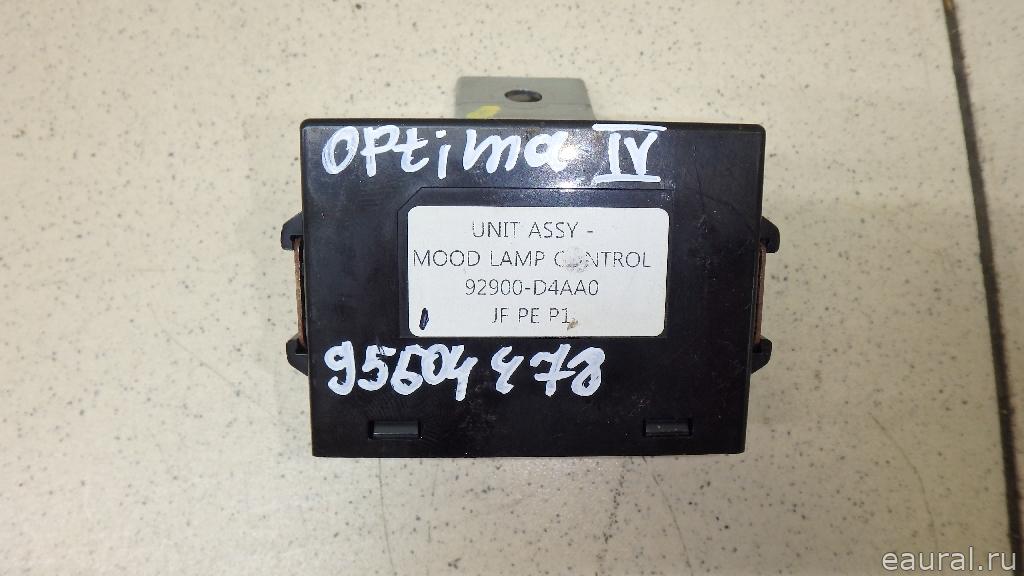 Optima IV
UNIT ASSY -
MOOD LAMP CONTROL
92900-D4AA0
JF PE P1
95604478
eaural.ru